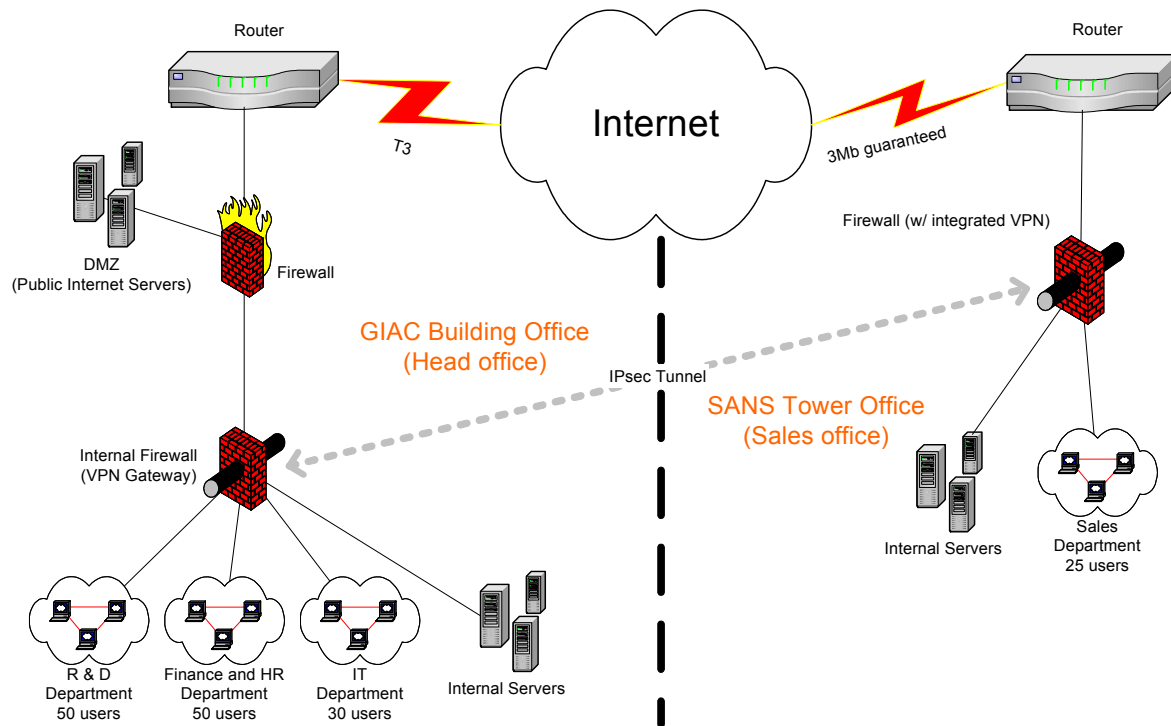 Router
Router
Internet
T3
3Mb guaranteed
Firewall (w/ integrated VPN)
DMZ
(Public Internet Servers)
Firewall
GIAC Building Office
(Head office)
IPsec Tunnel
SANS Tower Office
(Sales office)
Internal Firewall
(VPN Gateway)
Internal Servers
Sales
Department
25 users
R & D
Department
50 users
Finance and HR
Department
50 users
IT
Department
30 users
Internal Servers